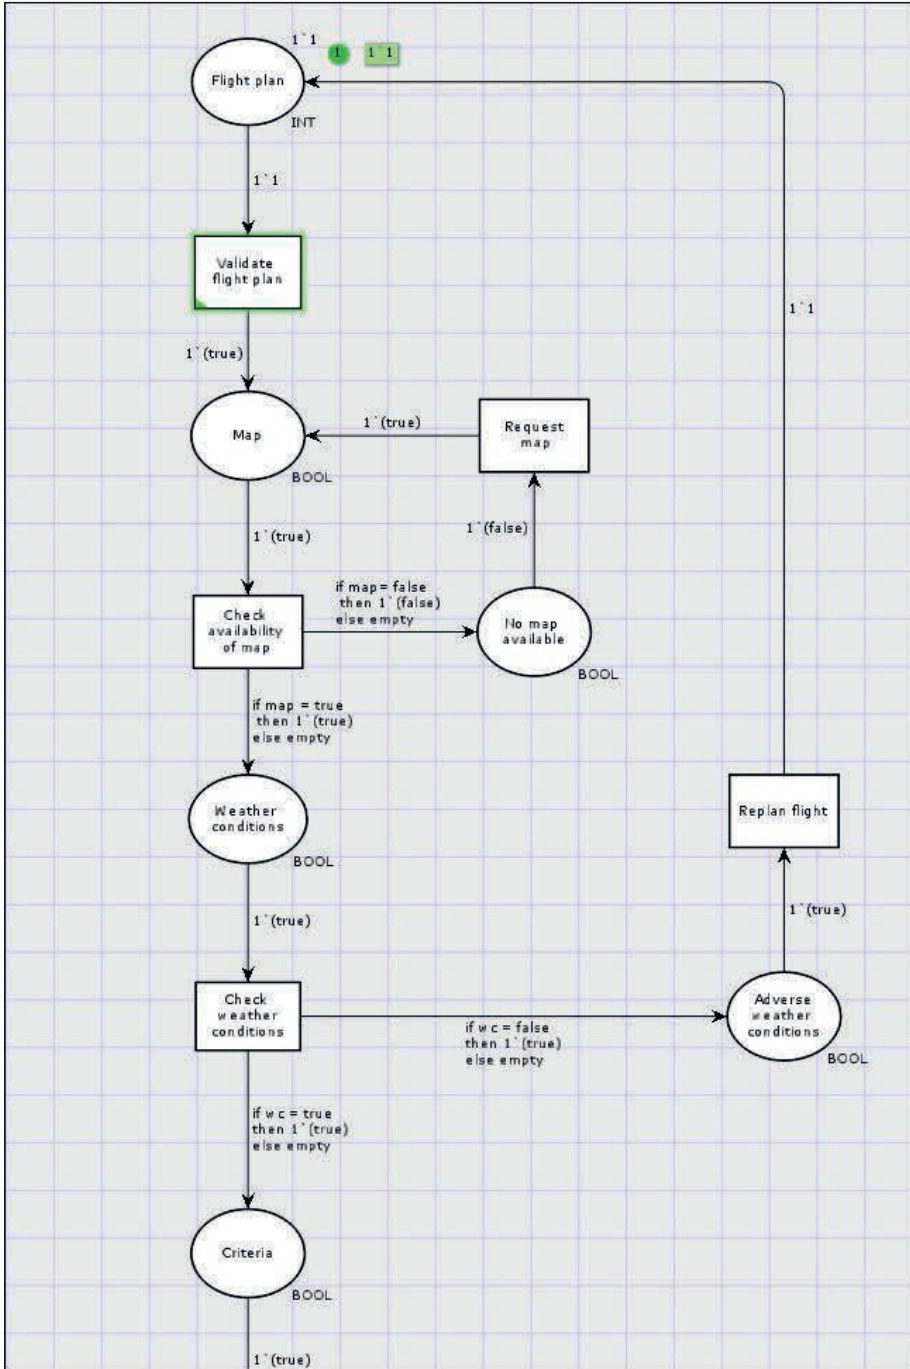 1`1
1
1`1
Flight plan
INT
1`1
Validate
flight plan
1`1
1`(true)
Map
BOOL
1`(true)
Request
map
1`(true)
1`(false)
if map = false
then 1`(false)
else empty
Check
availability
of map
No map
available
BOOL
if map = true
then 1`(true)
else empty
Weather
conditions
BOOL
Replan flight
1`(true)
1`(true)
Check
weather
conditions
Adverse
weather
conditions
BOOL
if wc = false
then 1`(true)
else empty
if wc = true
then 1`(true)
else empty
Criteria
BOOL
1`(true)